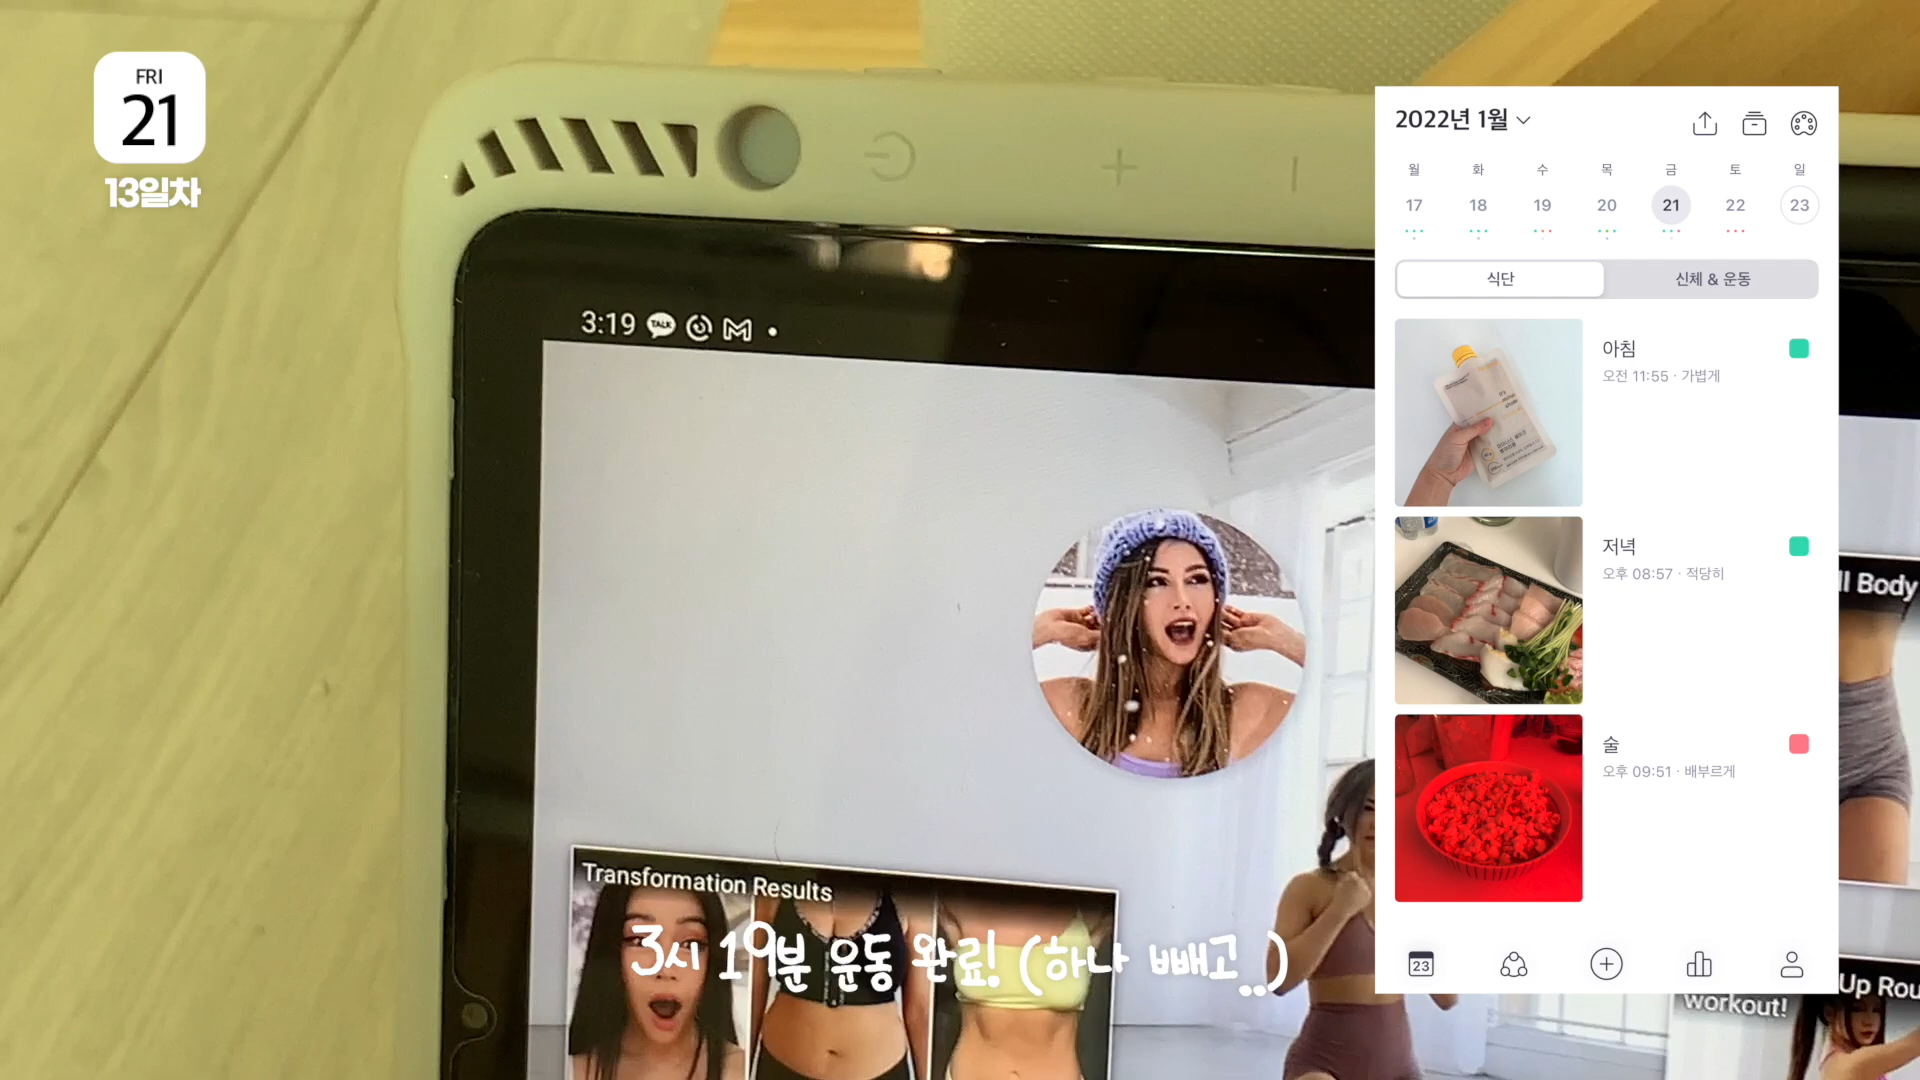 FRI
21
13일차
3:19
TALK
Transformation Results
3시 19분 운동 완료! (하나 빼고..)
2022년 1월
월 화 수 목 금 토 일
17 18 19 20 21 22 23
식단 신체 & 운동
아침
오전 11:55 · 가볍게
저녁
오후 08:57 · 적당히
술
오후 09:51 · 배부르게
23
Body
Up
workout!